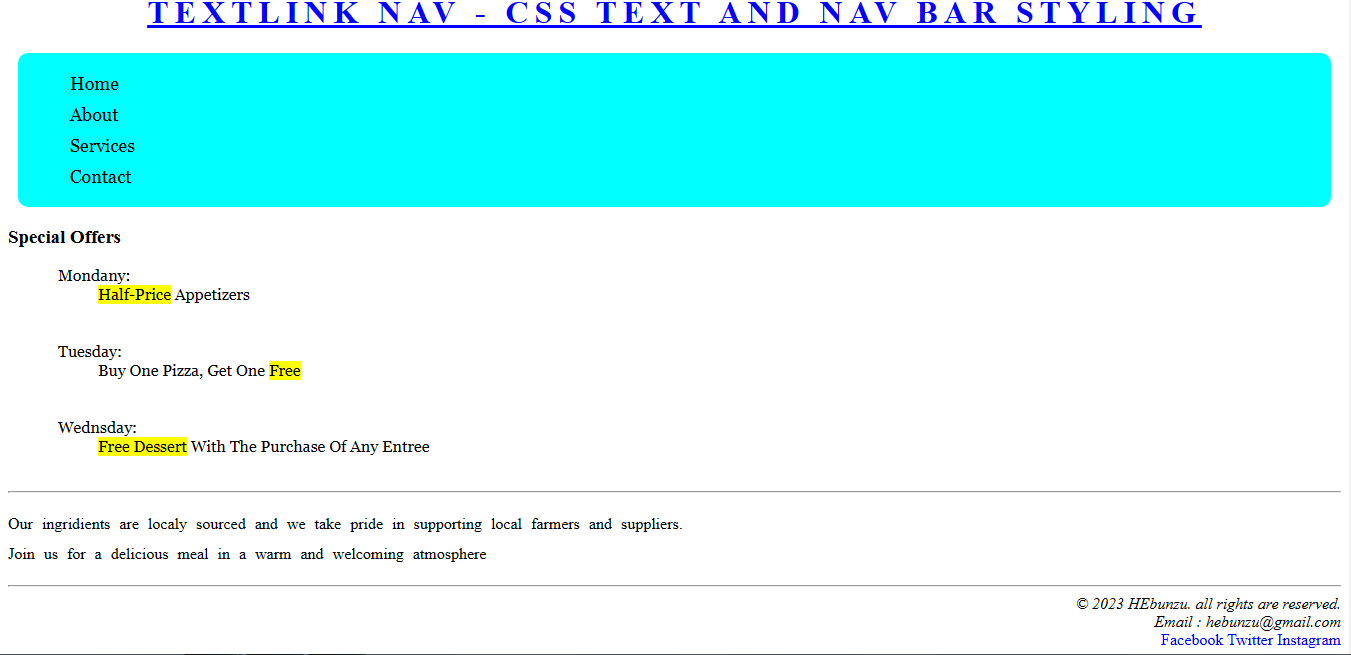 TEXTLINK NAV - CSS TEXT AND NAV BAR STYLING
Home
About
Services
Contact
Special Offers
Mondany:
Half-Price Appetizers
Tuesday:
Buy One Pizza, Get One Free
Wednsday:
Free Dessert With The Purchase Of Any Entree
Our ingridients are localy sourced and we take pride in supporting local farmers and suppliers.
Join us for a delicious meal in a warm and welcoming atmosphere
© 2023 HEbunzu. all rights are reserved.
Email : hebunzu@gmail.com
Facebook Twitter Instagram